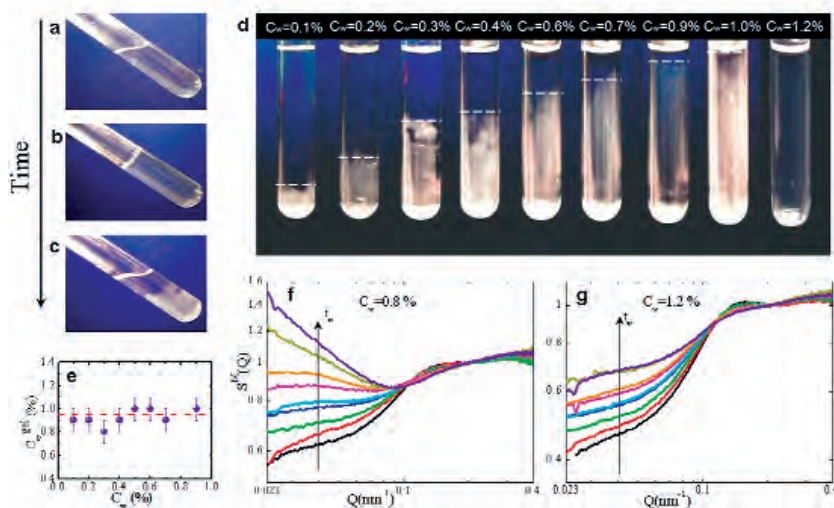 a
b
c
Time
d
Cw=0.1% Cw=0.2% Cw=0.3% Cw=0.4% Cw=0.6% Cw=0.7% Cw=0.9% Cw=1.0% Cw=1.2%
e
1.4
1.2
1.0
0.8
0.6
0.4
0.0 0.2 0.4 0.6 0.8 1.0
Cw(%)
f
Cw=0.8 %
tw
1.6
1.4
1.2
1
0.8
0.6
(Q)
0.1 0.4
Q(nm-1)
g
Cw=1.2 %
tw
1
0.8
0.6
0.4
0.023 0.1 0.4
Q(nm-1)